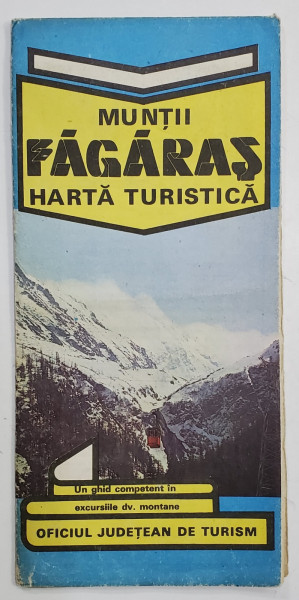 MUNȚII
FĂGĂRAȘ
HARTĂ TURISTICĂ
Un ghid competent în
excursiile dv. montane
OFICIUL JUDEȚEAN DE TURISM